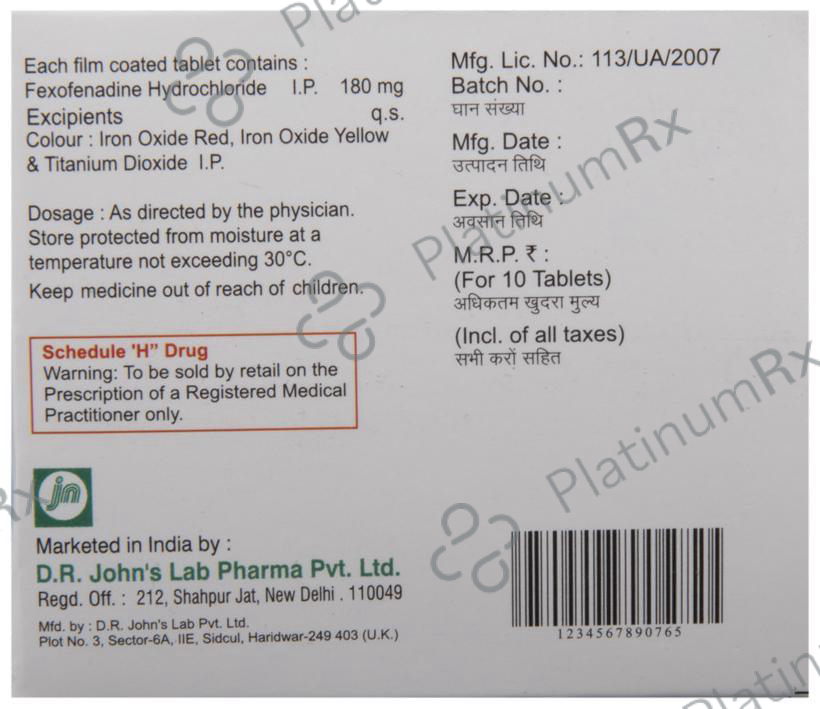 Each film coated tablet contains :
Fexofenadine Hydrochloride I.P. 180 mg
Excipients q.s.
Colour : Iron Oxide Red, Iron Oxide Yellow
& Titanium Dioxide I.P.
Dosage : As directed by the physician.
Store protected from moisture at a
temperature not exceeding 30°C.
Keep medicine out of reach of children.
Schedule 'H" Drug
Warning: To be sold by retail on the
Prescription of a Registered Medical
Practitioner only.
jn
Marketed in India by :
D.R. John's Lab Pharma Pvt. Ltd.
Regd. Off. : 212, Shahpur Jat, New Delhi . 110049
Mfd. by : D.R. John's Lab Pvt. Ltd.
Plot No. 3, Sector-6A, IIE, Sidcul, Haridwar-249 403 (U.K.)
Mfg. Lic. No.: 113/UA/2007
Batch No. :
घान संख्या
Mfg. Date :
उत्पादन तिथि
Exp. Date :
अवसान तिथि
M.R.P. ₹ :
(For 10 Tablets)
अधिकतम खुदरा मुल्य
(Incl. of all taxes)
सभी करों सहित
1234567890765
PlatinumRx
PlatinumRx
Pla
Rx
Platin